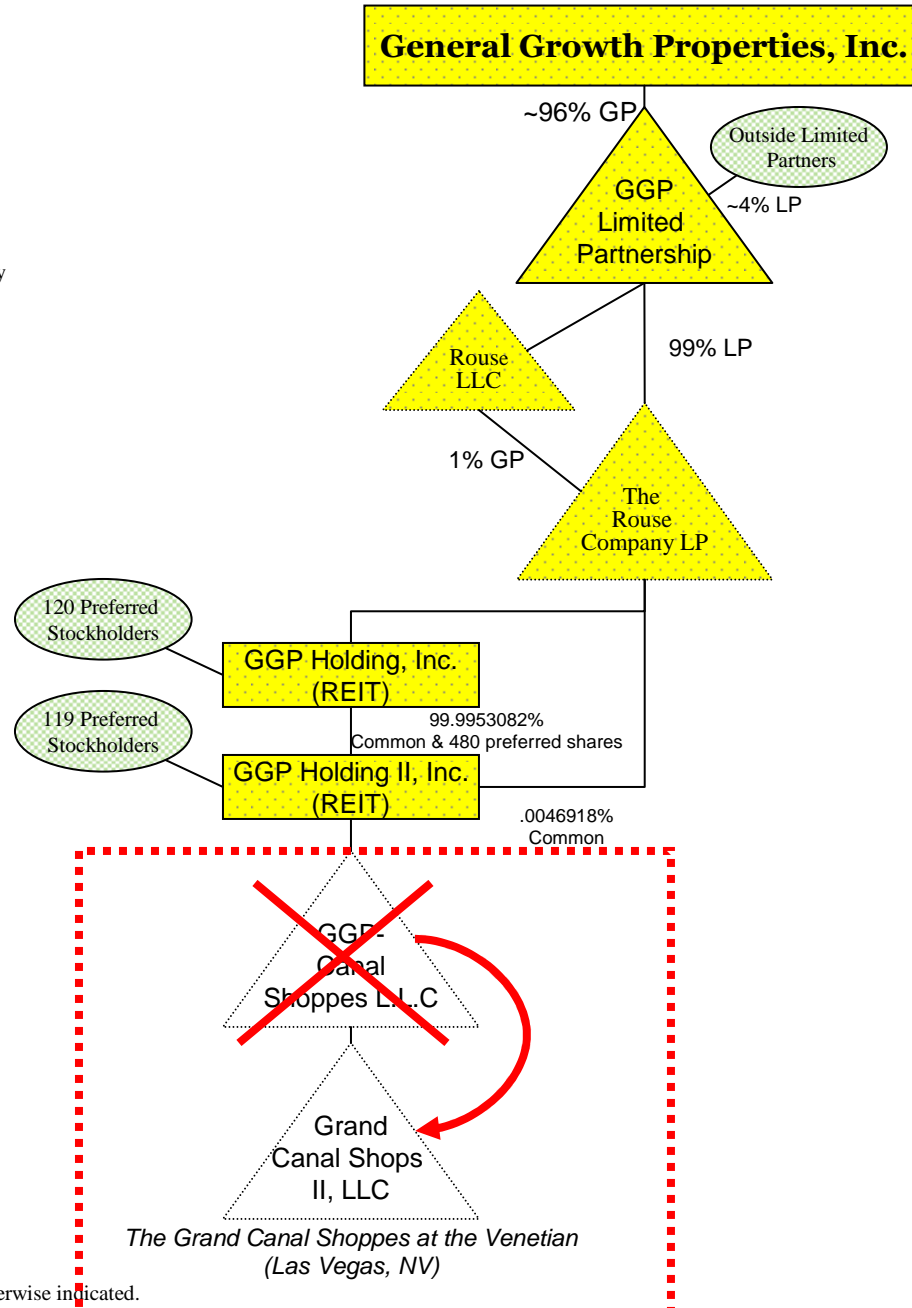 General Growth Properties, Inc.
~96% GP
Outside Limited
Partners
GGP
Limited
Partnership
~4% LP
y
Rouse
LLC
99% LP
1% GP
The
Rouse
Company LP
120 Preferred
Stockholders
GGP Holding, Inc.
(REIT)
119 Preferred
Stockholders
99.9953082%
Common & 480 preferred shares
GGP Holding II, Inc.
(REIT)
.0046918%
Common
GGP-
Canal
Shoppes L.L.C
Grand
Canal Shops
II, LLC
The Grand Canal Shoppes at the Venetian
(Las Vegas, NV)
erwise indicated.